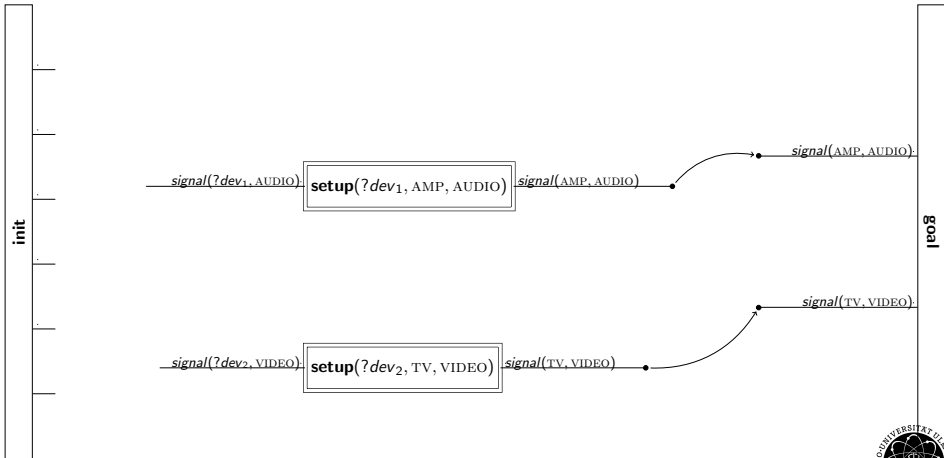 init
signal(?dev₁, AUDIO)
setup(?dev₁, AMP, AUDIO)
signal(AMP, AUDIO)
signal(AMP, AUDIO)
goal
signal(?dev₂, VIDEO)
setup(?dev₂, TV, VIDEO)
signal(TV, VIDEO)
signal(TV, VIDEO)